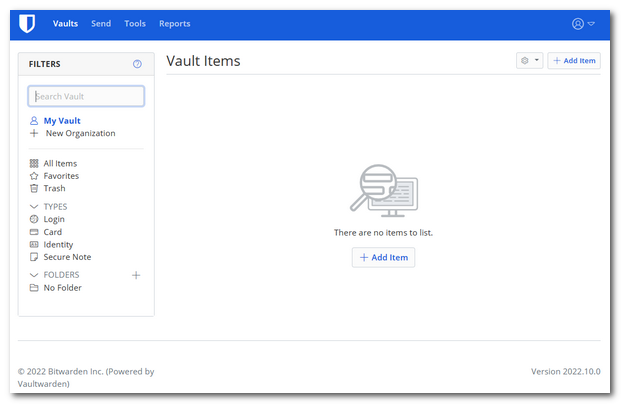 Vaults Send Tools Reports
FILTERS
Search Vault
My Vault
New Organization
All Items
Favorites
Trash
TYPES
Login
Card
Identity
Secure Note
FOLDERS
No Folder
Vault Items
Add Item
There are no items to list.
Add Item
© 2022 Bitwarden Inc. (Powered by
Vaultwarden)
Version 2022.10.0